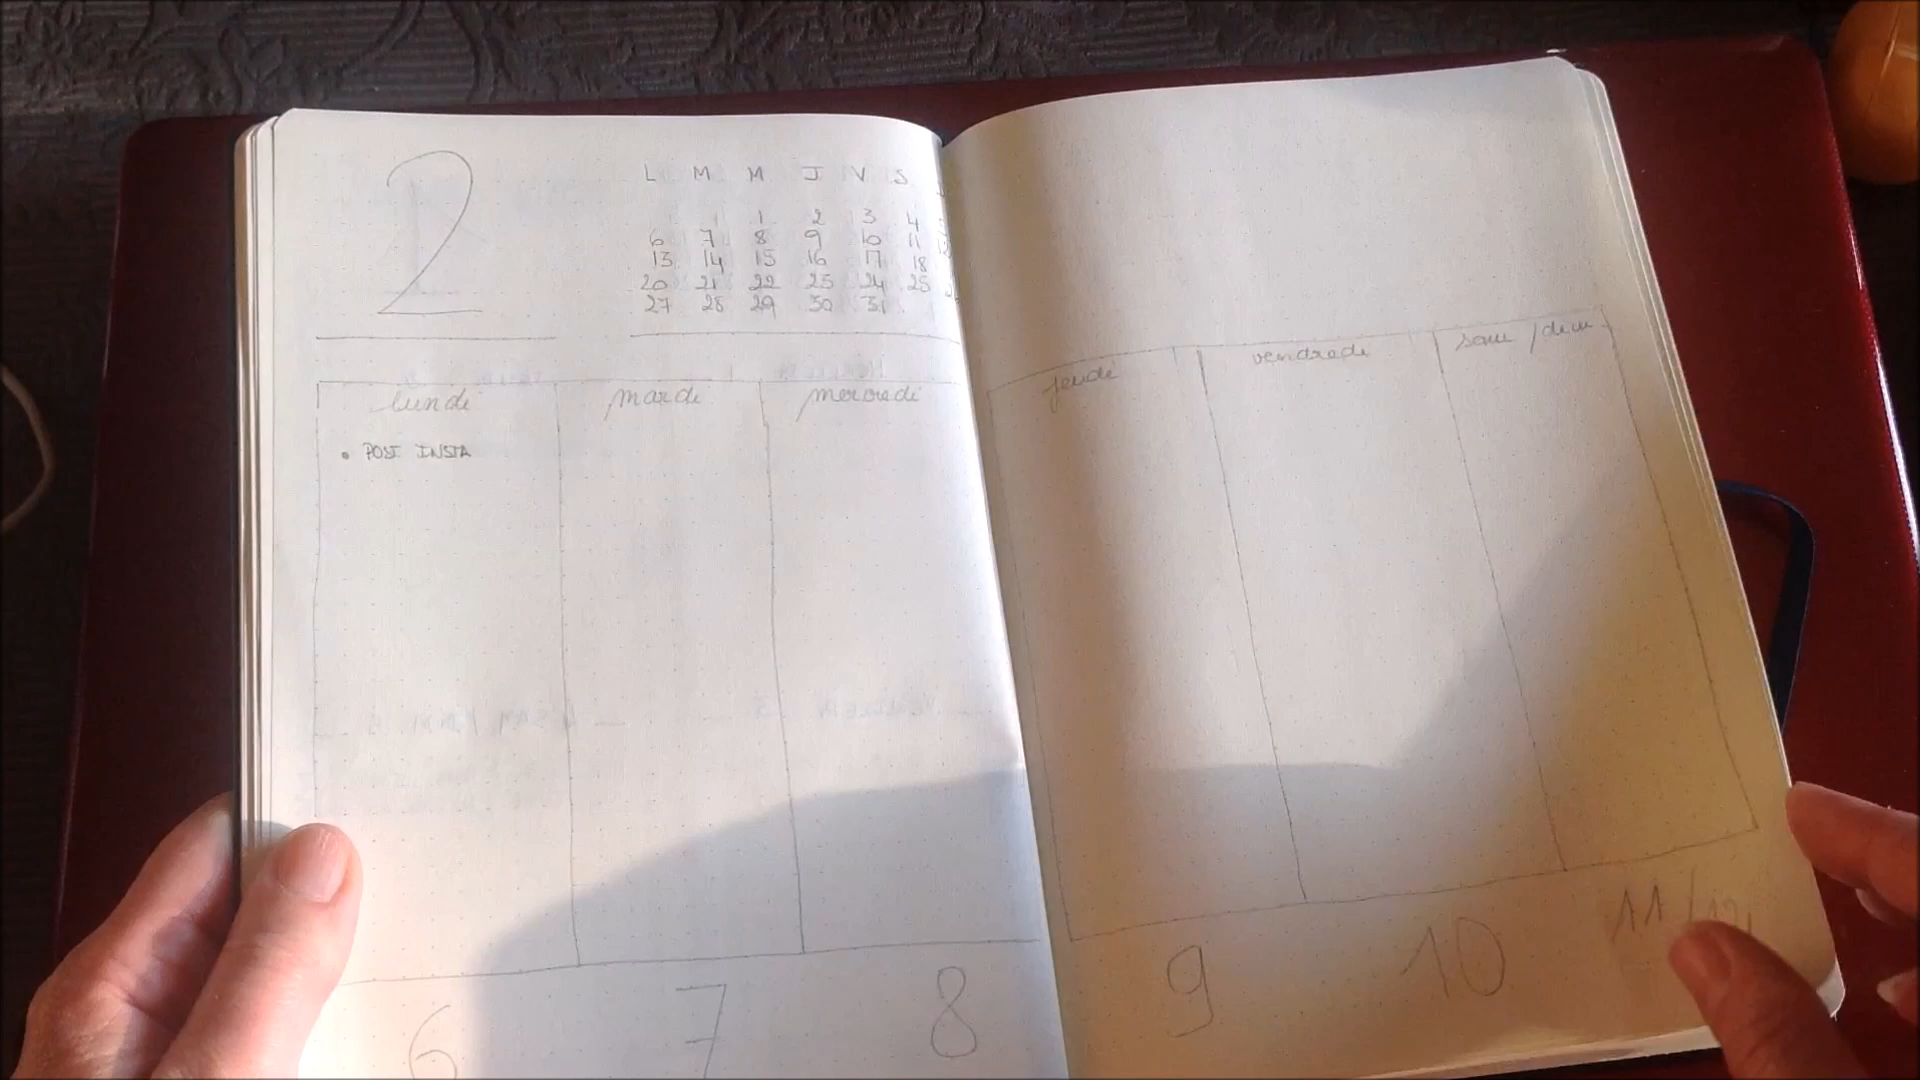 2
L M M J V S
1 2 3 4
6 7 8 9 10 11 12
13 14 15 16 17 18
20 21 22 23 24 25
27 28 29 30 31
lundi mardi mercredi
• POST INSTA
6 7 8
jeudi vendredi sam / dim
9 10 11/12